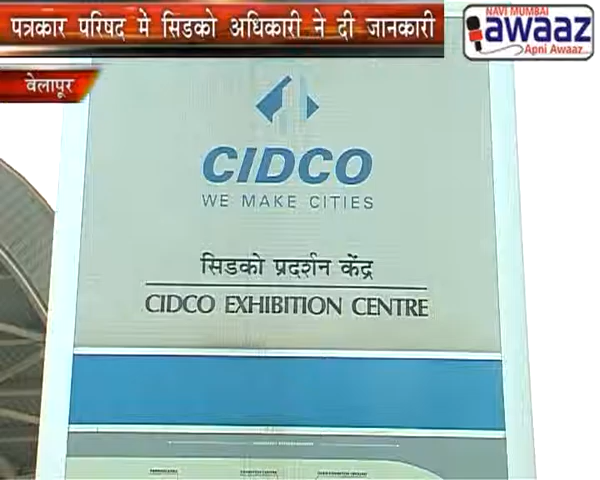 पत्रकार परिषद मे सिडको अधिकारी ने दी जानकारी
NAVI MUMBAI
awaaz
Apni Awaaz...
वेलापूर
CIDCO
WE MAKE CITIES
सिडको प्रदर्शन केंद्र
CIDCO EXHIBITION CENTRE